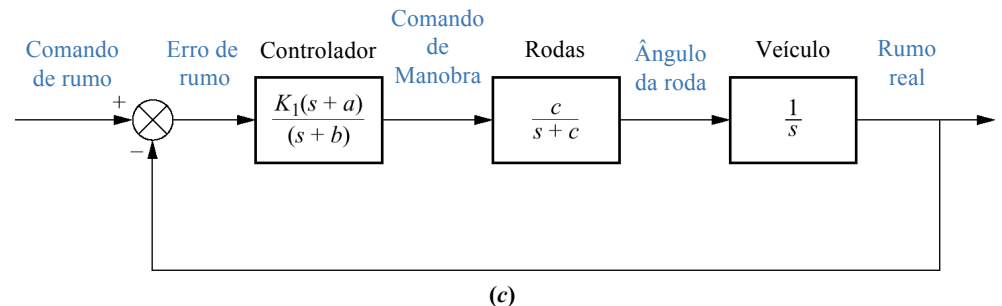 Comando
de rumo
Erro de
rumo
Controlador
Comando
de
Manobra
Rodas
Ângulo
da roda
Veículo
Rumo
real
+
−
K1(s + a)
(s + b)
c
s + c
1
s
(c)